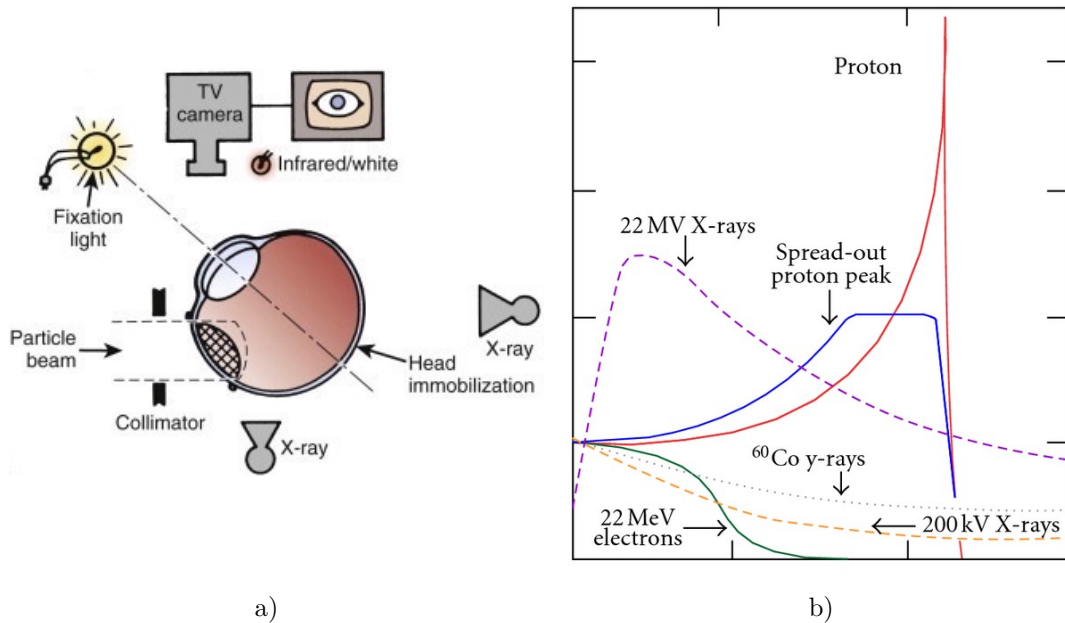 TV
camera
Infrared/white
Fixation
light
Particle
beam
Collimator
X-ray
X-ray
Head
immobilization
a)
Proton
22 MV X-rays
Spread-out
proton peak
⁶⁰Co y-rays
22 MeV
electrons
200 kV X-rays
b)